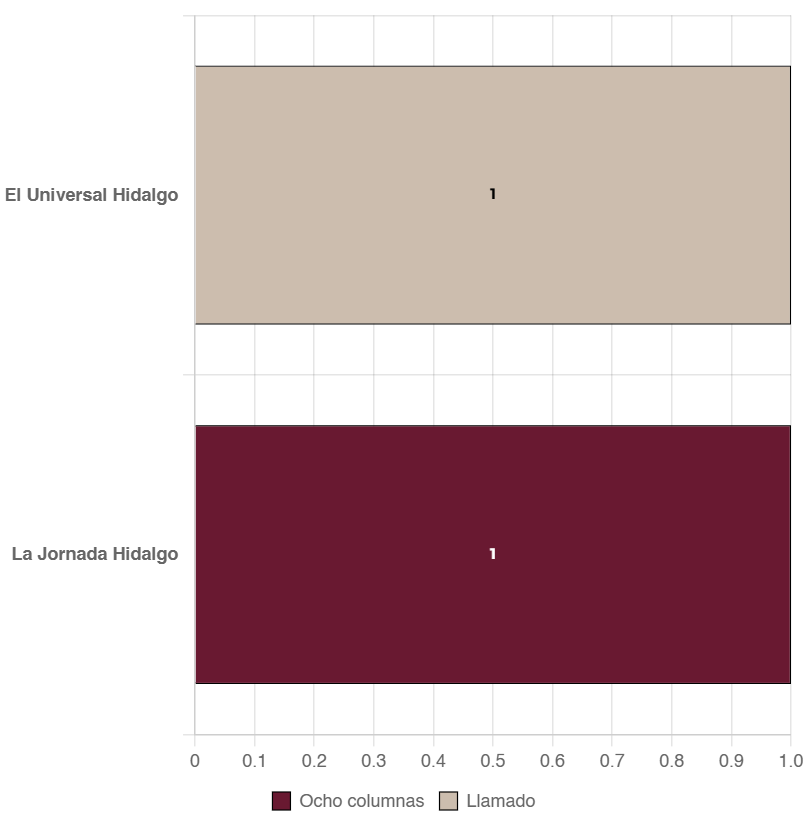 El Universal Hidalgo
1
La Jornada Hidalgo
1
0 0.1 0.2 0.3 0.4 0.5 0.6 0.7 0.8 0.9 1.0
Ocho columnas Llamado